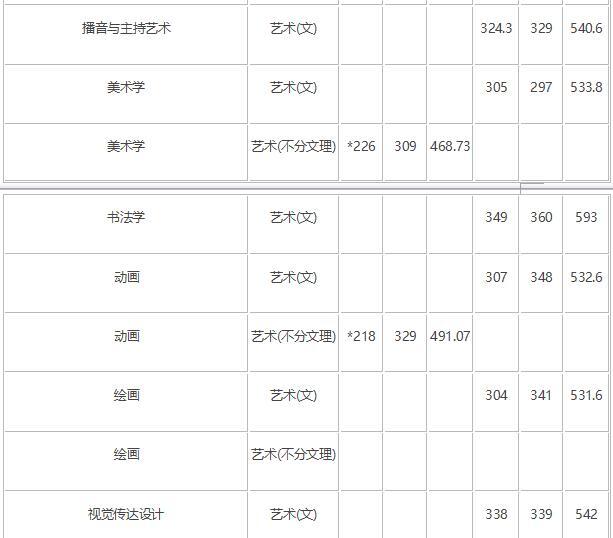 播音与主持艺术 艺术(文) 324.3 329 540.6
美术学 艺术(文) 305 297 533.8
美术学 艺术(不分文理) *226 309 468.73
书法学 艺术(文) 349 360 593
动画 艺术(文) 307 348 532.6
动画 艺术(不分文理) *218 329 491.07
绘画 艺术(文) 304 341 531.6
绘画 艺术(不分文理)
视觉传达设计 艺术(文) 338 339 542